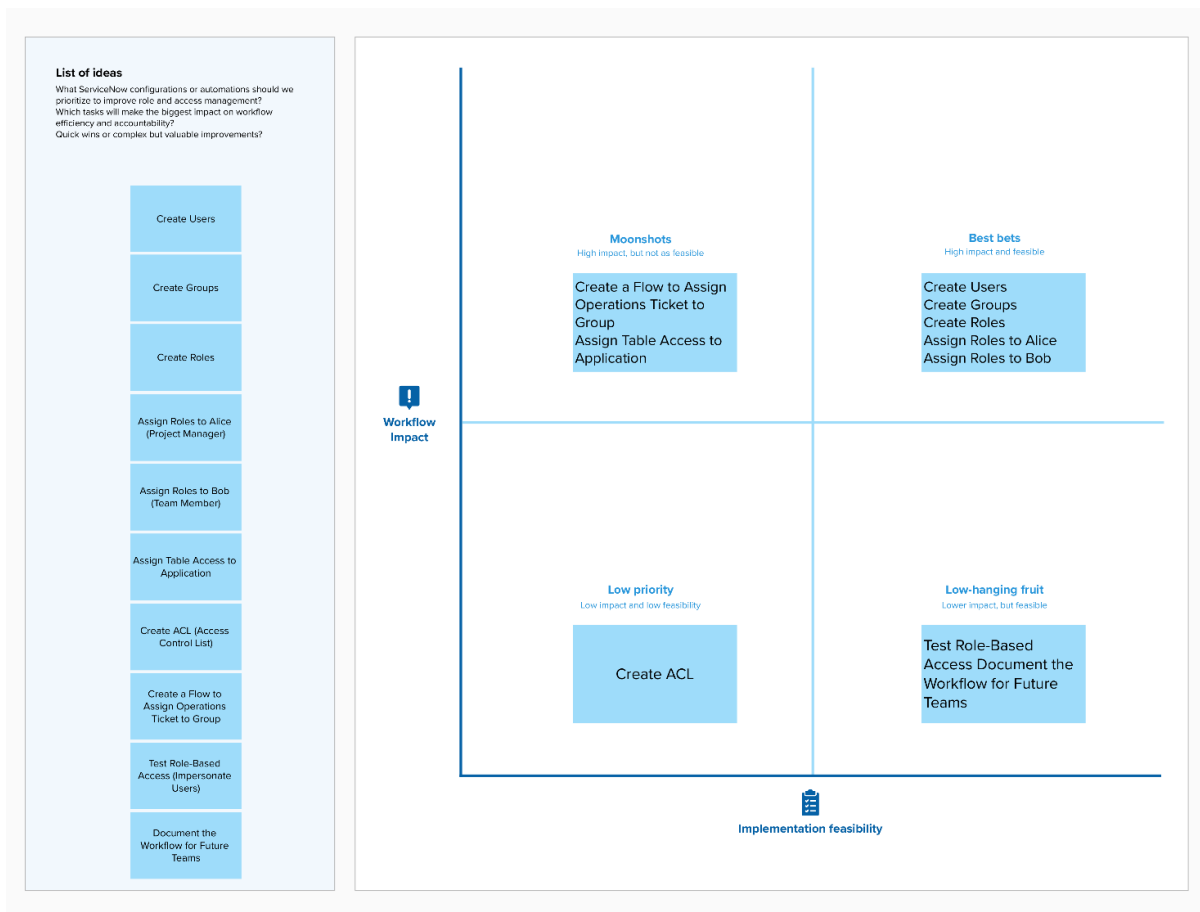 List of ideas
What ServiceNow configurations or automations should we
prioritize to improve role and access management?
Which tasks will make the biggest impact on workflow
efficiency and accountability?
Quick wins or complex but valuable improvements?
Create Users
Create Groups
Create Roles
Assign Roles to Alice
(Project Manager)
Assign Roles to Bob
(Team Member)
Assign Table Access to
Application
Create ACL (Access
Control List)
Create a Flow to
Assign Operations
Ticket to Group
Test Role-Based
Access (Impersonate
Users)
Document the
Workflow for Future
Teams
Workflow
Impact
Moonshots
High impact, but not as feasible
Create a Flow to Assign
Operations Ticket to
Group
Assign Table Access to
Application
Best bets
High impact and feasible
Create Users
Create Groups
Create Roles
Assign Roles to Alice
Assign Roles to Bob
Low priority
Low impact and low feasibility
Create ACL
Low-hanging fruit
Lower impact, but feasible
Test Role-Based
Access Document the
Workflow for Future
Teams
Implementation feasibility